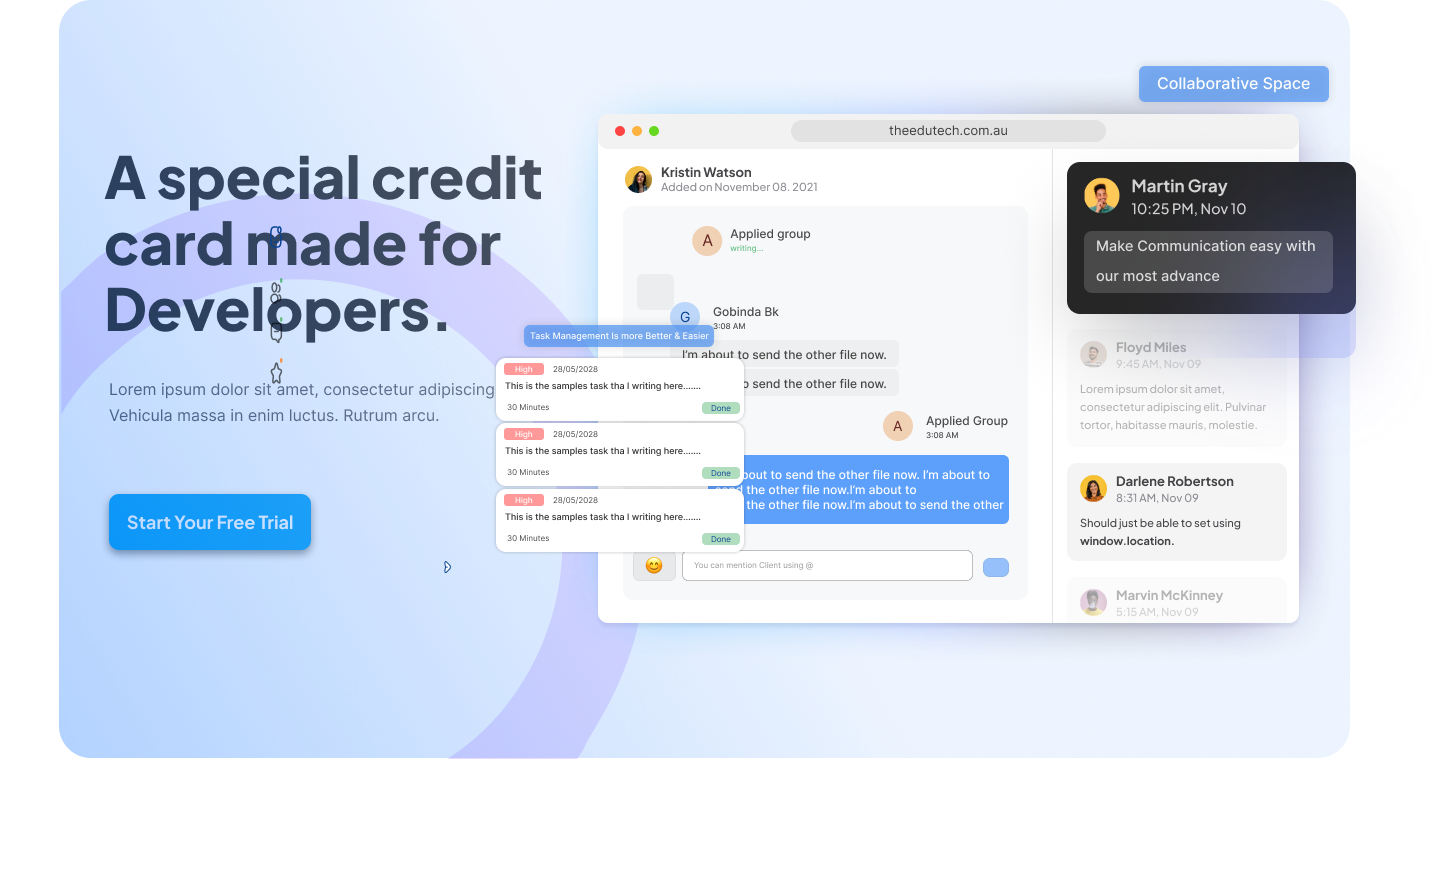 Collaborative Space
A special credit
card made for
Developers.
Lorem ipsum dolor sit amet, consectetur adipiscing
Vehicula massa in enim luctus. Rutrum arcu.
Start Your Free Trial
theedutech.com.au
Kristin Watson
Added on November 08. 2021
A
Applied group
writing...
G
Gobinda Bk
3:08 AM
I'm about to send the other file now.
to send the other file now.
A
Applied Group
3:08 AM
about to send the other file now. I'm about to
send the other file now.I'm about to
the other file now.I'm about to send the other
You can mention Client using @
Task Management Is more Better & Easier
High
28/05/2028
This is the samples task tha I writing here.......
30 Minutes
Done
High
28/05/2028
This is the samples task tha I writing here.......
30 Minutes
Done
High
28/05/2028
This is the samples task tha I writing here.......
30 Minutes
Done
Martin Gray
10:25 PM, Nov 10
Make Communication easy with
our most advance
Floyd Miles
9:45 AM, Nov 09
Lorem ipsum dolor sit amet,
consectetur adipiscing elit. Pulvinar
tortor, habitasse mauris, molestie.
Darlene Robertson
8:31 AM, Nov 09
Should just be able to set using
window.location.
Marvin McKinney
5:15 AM, Nov 09